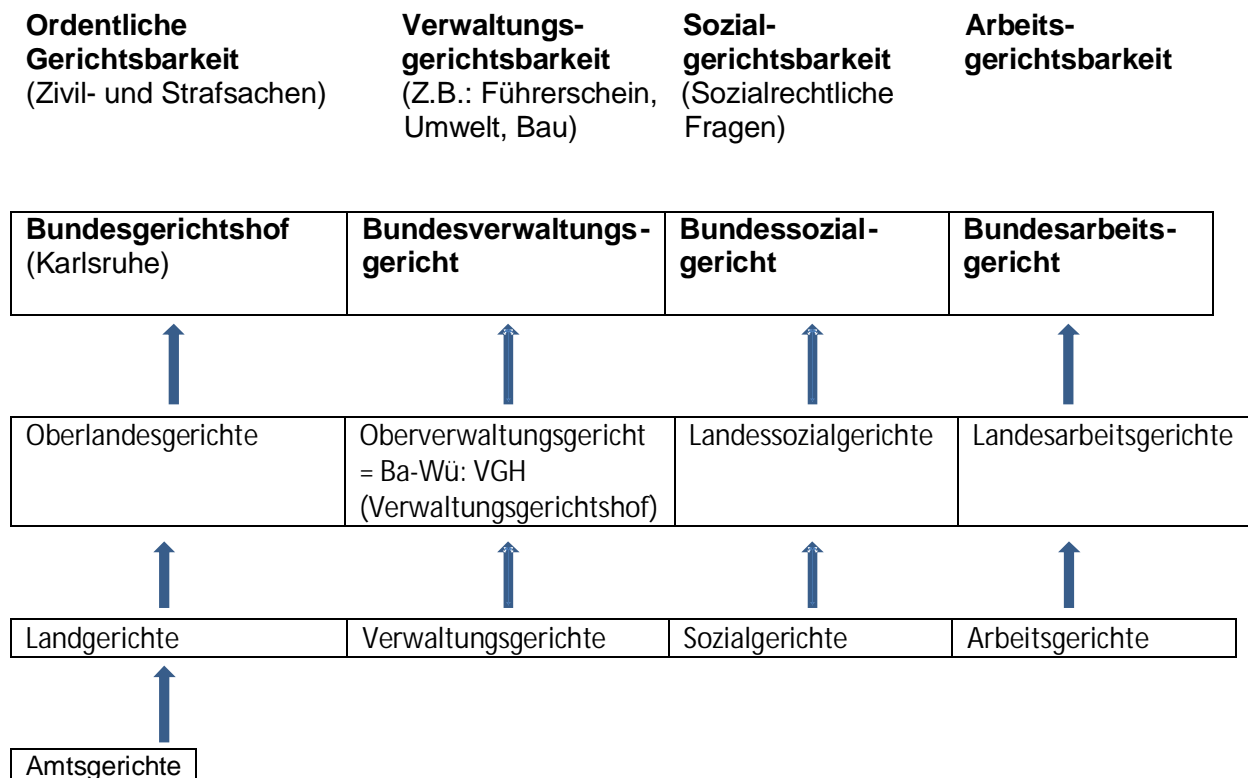 Ordentliche
Gerichtsbarkeit
(Zivil- und Strafsachen)
Verwaltungs-
gerichtsbarkeit
(Z.B.: Führerschein,
Umwelt, Bau)
Sozial-
gerichtsbarkeit
(Sozialrechtliche
Fragen)
Arbeits-
gerichtsbarkeit
Bundesgerichtshof
(Karlsruhe)
Bundesverwaltungs-
gericht
Bundessozial-
gericht
Bundesarbeits-
gericht
Oberlandesgerichte
Oberverwaltungsgericht
= Ba-Wü: VGH
(Verwaltungsgerichtshof)
Landessozialgerichte
Landesarbeitsgerichte
Landgerichte
Verwaltungsgerichte
Sozialgerichte
Arbeitsgerichte
Amtsgerichte